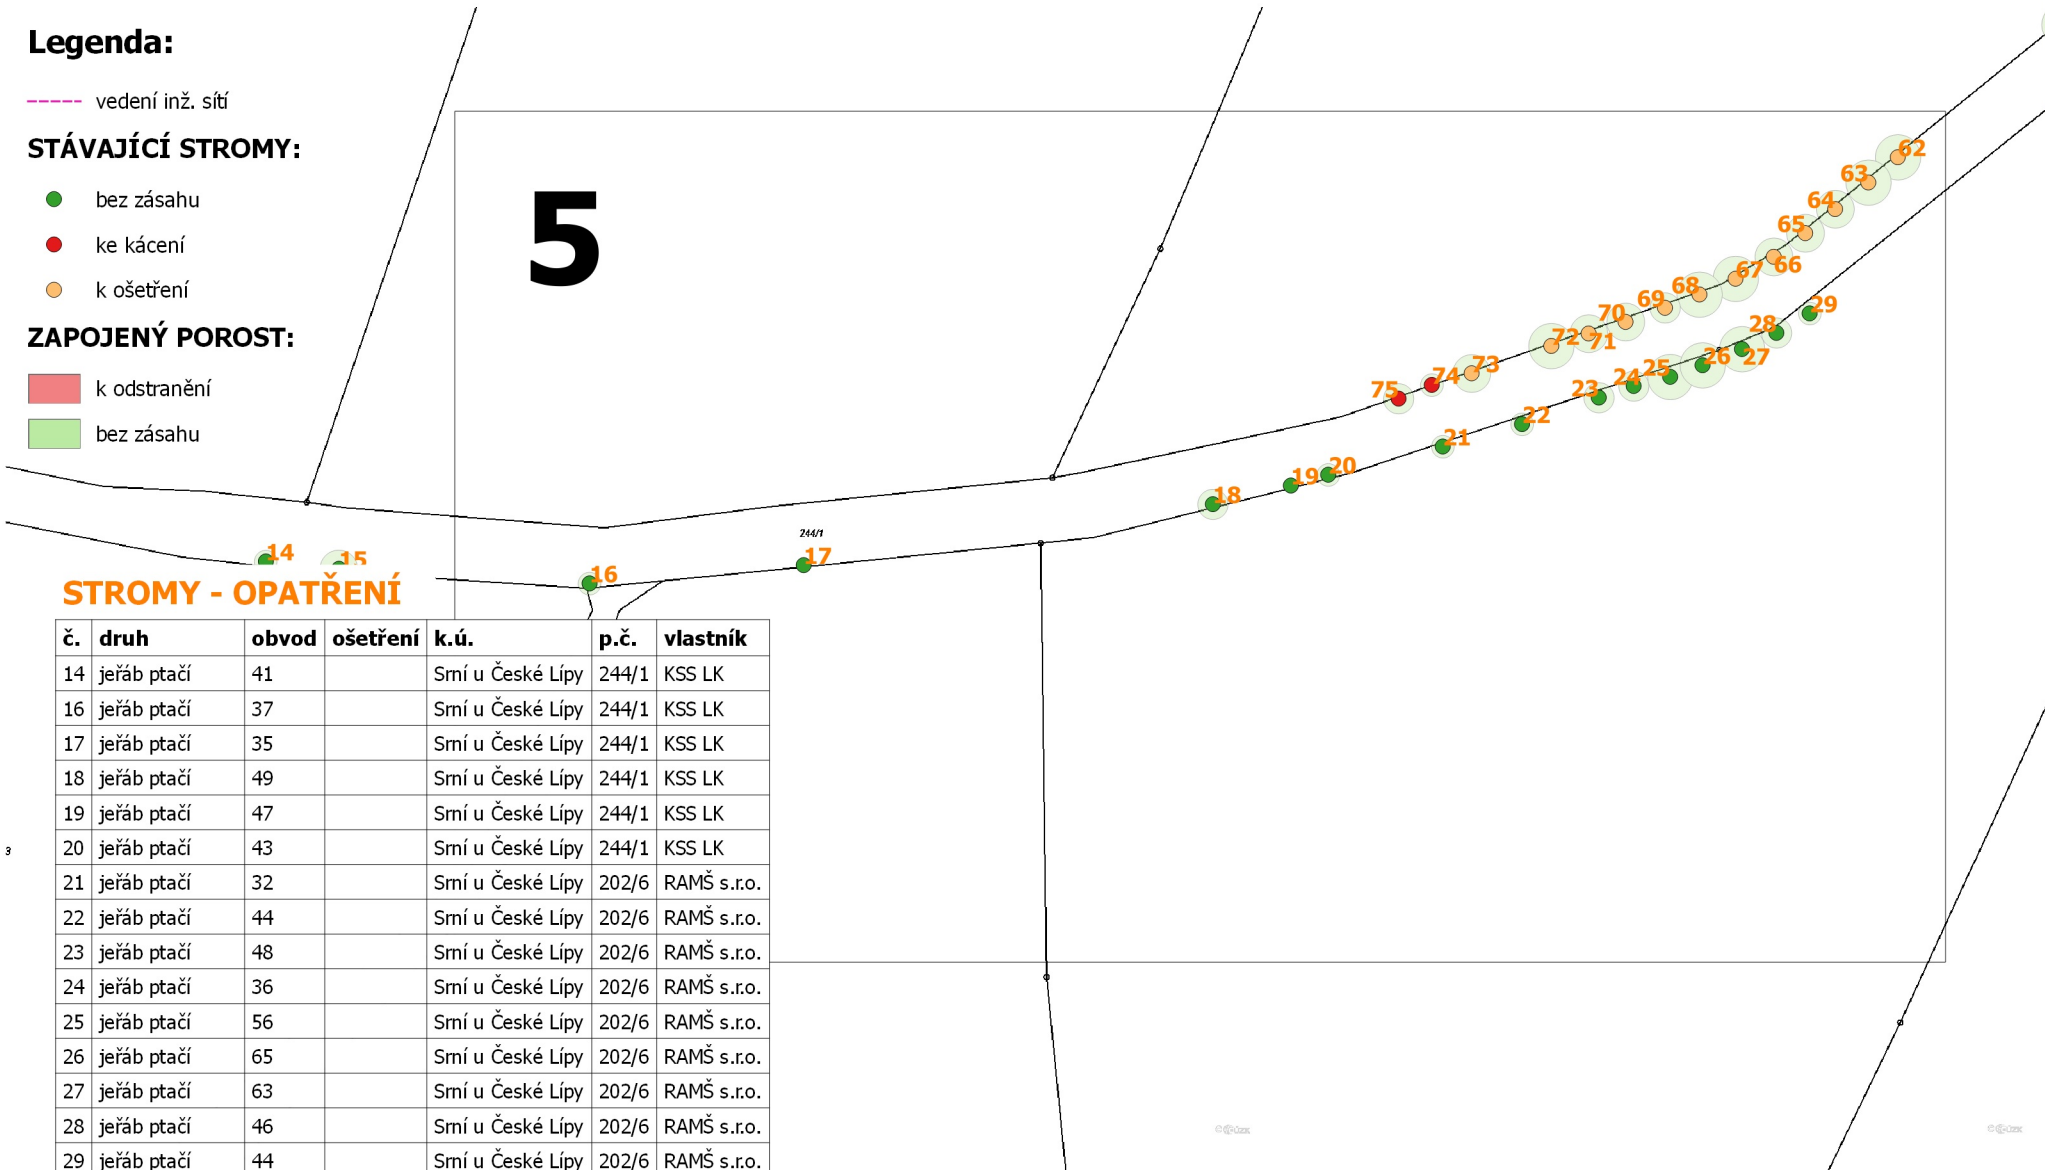 Legenda:
vedení inž. sítí
STÁVAJÍCÍ STROMY:
bez zásahu
ke kácení
k ošetření
ZAPOJENÝ POROST:
k odstranění
bez zásahu
5
62
63
64
65
66
67
68
69
70
71
72
73
74
75
29
28
27
26
25
24
23
22
21
20
19
18
17
16
15
14
244/1
3
STROMY - OPATŘENÍ
č. druh obvod ošetření k.ú. p.č. vlastník
14 jeřáb ptačí 41 Srní u České Lípy 244/1 KSS LK
16 jeřáb ptačí 37 Srní u České Lípy 244/1 KSS LK
17 jeřáb ptačí 35 Srní u České Lípy 244/1 KSS LK
18 jeřáb ptačí 49 Srní u České Lípy 244/1 KSS LK
19 jeřáb ptačí 47 Srní u České Lípy 244/1 KSS LK
20 jeřáb ptačí 43 Srní u České Lípy 244/1 KSS LK
21 jeřáb ptačí 32 Srní u České Lípy 202/6 RAMŠ s.r.o.
22 jeřáb ptačí 44 Srní u České Lípy 202/6 RAMŠ s.r.o.
23 jeřáb ptačí 48 Srní u České Lípy 202/6 RAMŠ s.r.o.
24 jeřáb ptačí 36 Srní u České Lípy 202/6 RAMŠ s.r.o.
25 jeřáb ptačí 56 Srní u České Lípy 202/6 RAMŠ s.r.o.
26 jeřáb ptačí 65 Srní u České Lípy 202/6 RAMŠ s.r.o.
27 jeřáb ptačí 63 Srní u České Lípy 202/6 RAMŠ s.r.o.
28 jeřáb ptačí 46 Srní u České Lípy 202/6 RAMŠ s.r.o.
29 jeřáb ptačí 44 Srní u České Lípy 202/6 RAMŠ s.r.o.